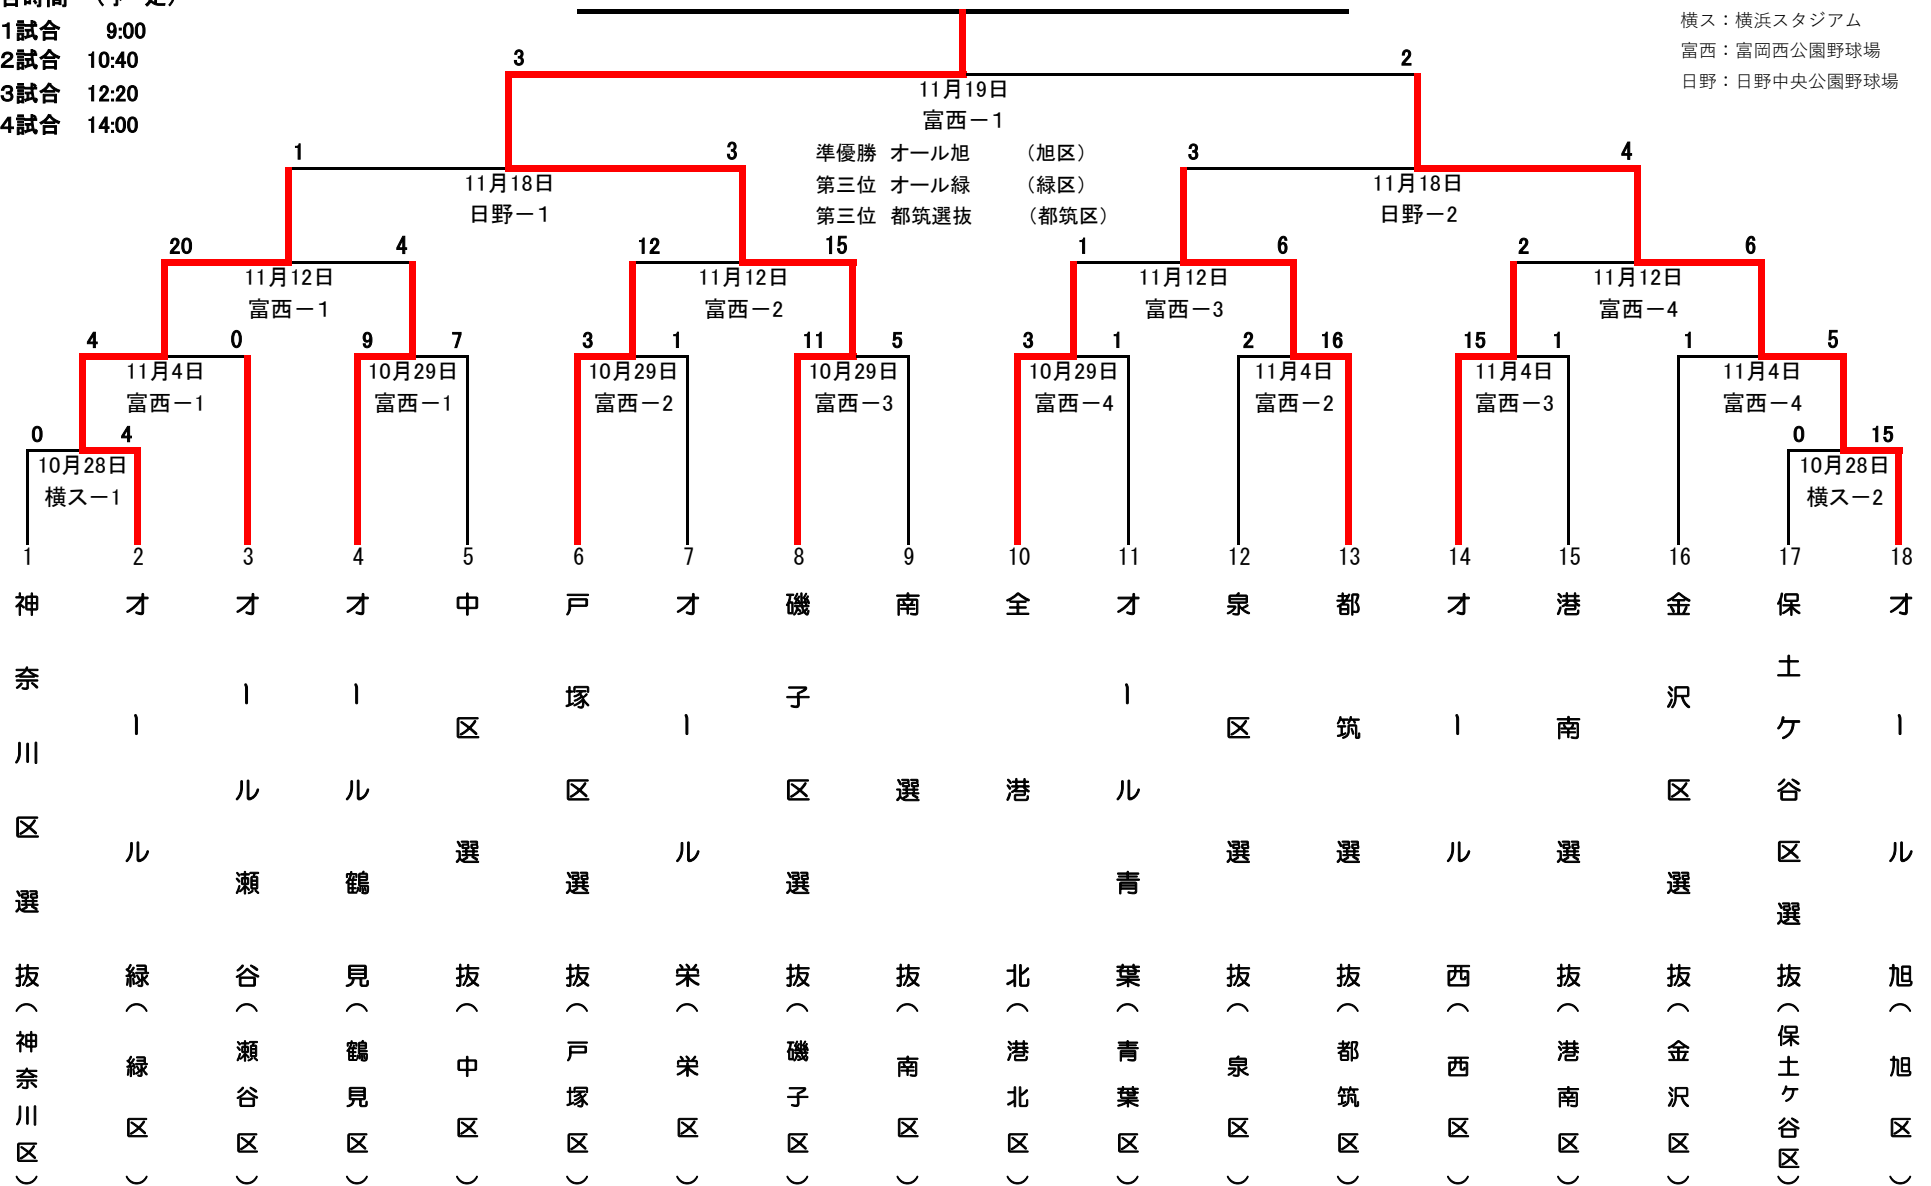 1試合 9:00
2試合 10:40
3試合 12:20
4試合 14:00
横ス：横浜スタジアム
富西：富岡西公園野球場
日野：日野中央公園野球場
3 2
11月19日
富西－1
準優勝 オール旭 （旭区）
第三位 オール緑 （緑区）
第三位 都筑選抜 （都筑区）
1 3 3 4
11月18日 11月18日
日野－1 日野－2
20 4 12 15 1 6 2 6
11月12日 11月12日 11月12日 11月12日
富西－1 富西－2 富西－3 富西－4
4 0 9 7 3 1 11 5 3 1 2 16 15 1 1 5
11月4日 10月29日 10月29日 10月29日 10月29日 11月4日 11月4日 11月4日
富西－1 富西－1 富西－2 富西－3 富西－4 富西－2 富西－3 富西－4
0 4 0 15
10月28日 10月28日
横ス－1 横ス－2
1 2 3 4 5 6 7 8 9 10 11 12 13 14 15 16 17 18
神奈川区選抜（神奈川区）
オール緑（緑区）
オール瀬谷（瀬谷区）
オール鶴見（鶴見区）
中区選抜（中区）
戸塚区選抜（戸塚区）
オール栄（栄区）
磯子区選抜（磯子区）
南選抜（南区）
全港北（港北区）
オール青葉（青葉区）
泉区選抜（泉区）
都筑選抜（都筑区）
オール西（西区）
港南選抜（港南区）
金沢区選抜（金沢区）
保土ケ谷区選抜（保土ケ谷区）
オール旭（旭区）